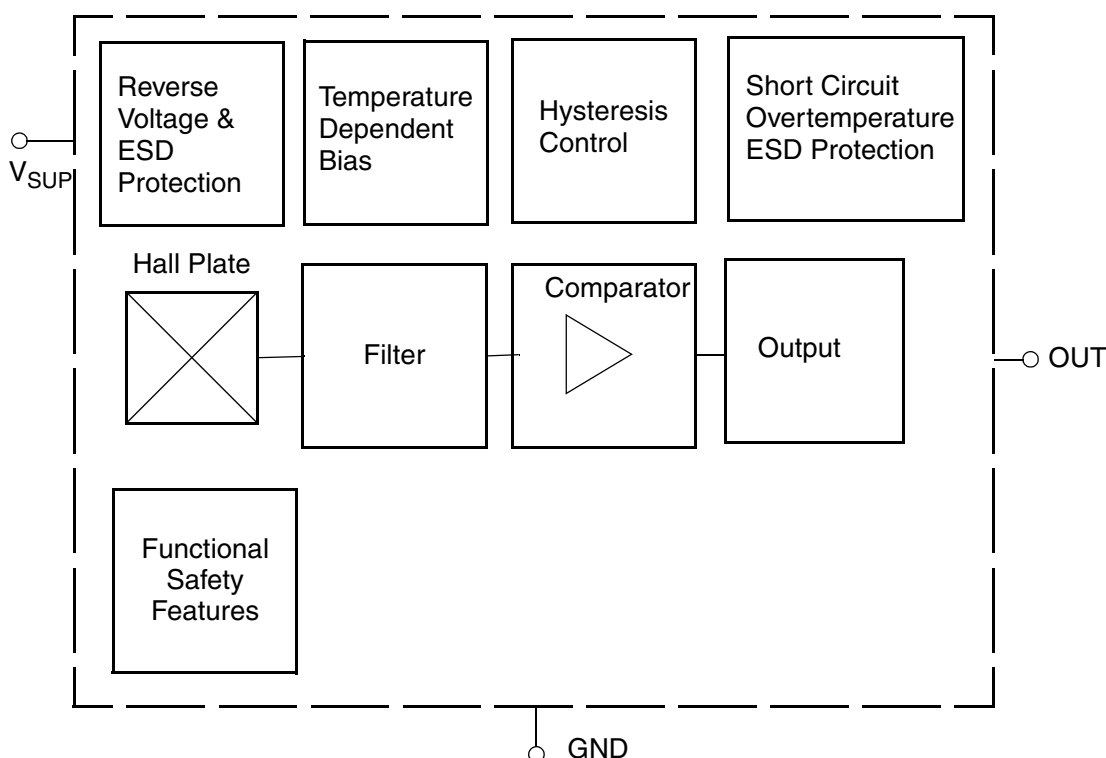 Reverse
Voltage &
ESD
Protection
Temperature
Dependent
Bias
Hysteresis
Control
Short Circuit
Overtemperature
ESD Protection
VSUP
Hall Plate
Filter
Comparator
Output
OUT
Functional
Safety
Features
GND